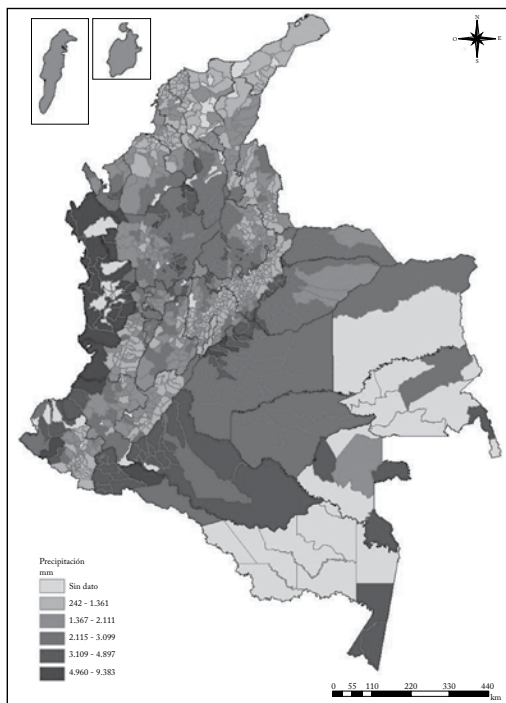 N
O E
S
Precipitación
mm
Sin dato
242 - 1.361
1.367 - 2.111
2.115 - 3.099
3.109 - 4.897
4.960 - 9.383
0 55 110 220 330 440
km